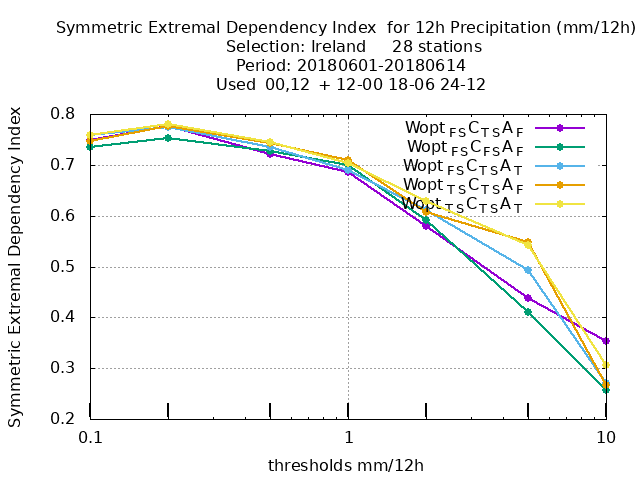 Symmetric Extremal Dependency Index for 12h Precipitation (mm/12h)
Selection: Ireland 28 stations
Period: 20180601-20180614
Used 00,12 + 12-00 18-06 24-12
Symmetric Extremal Dependency Index
0.8
0.7
0.6
0.5
0.4
0.3
0.2
Wopt FS C TS A F
Wopt FS C FS A F
Wopt FS C TS A T
Wopt TS C TS A F
Wopt TS C TS A T
0.1 1 10
thresholds mm/12h